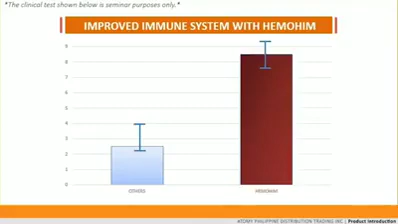 *The clinical test shown below is seminar purposes only.*
IMPROVED IMMUNE SYSTEM WITH HEMOHIM
9
8
7
6
5
4
3
2
1
0
OTHERS
HEMOHIM
ATOMY PHILIPPINE DISTRIBUTION TRADING INC | Product Introduction